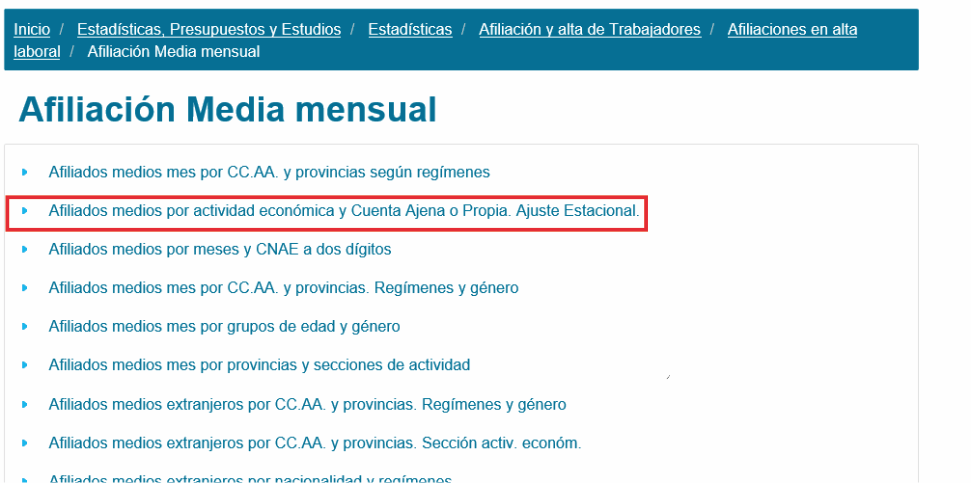 Inicio / Estadísticas, Presupuestos y Estudios / Estadísticas / Afiliación y alta de Trabajadores / Afiliaciones en alta
laboral / Afiliación Media mensual
Afiliación Media mensual
Afiliados medios mes por CC.AA. y provincias según regímenes
Afiliados medios por actividad económica y Cuenta Ajena o Propia. Ajuste Estacional.
Afiliados medios por meses y CNAE a dos dígitos
Afiliados medios mes por CC.AA. y provincias. Regímenes y género
Afiliados medios mes por grupos de edad y género
Afiliados medios mes por provincias y secciones de actividad
Afiliados medios extranjeros por CC.AA. y provincias. Regímenes y género
Afiliados medios extranjeros por CC.AA. y provincias. Sección activ. económ.
Afiliados medios extranjeros por nacionalidad y regímenes